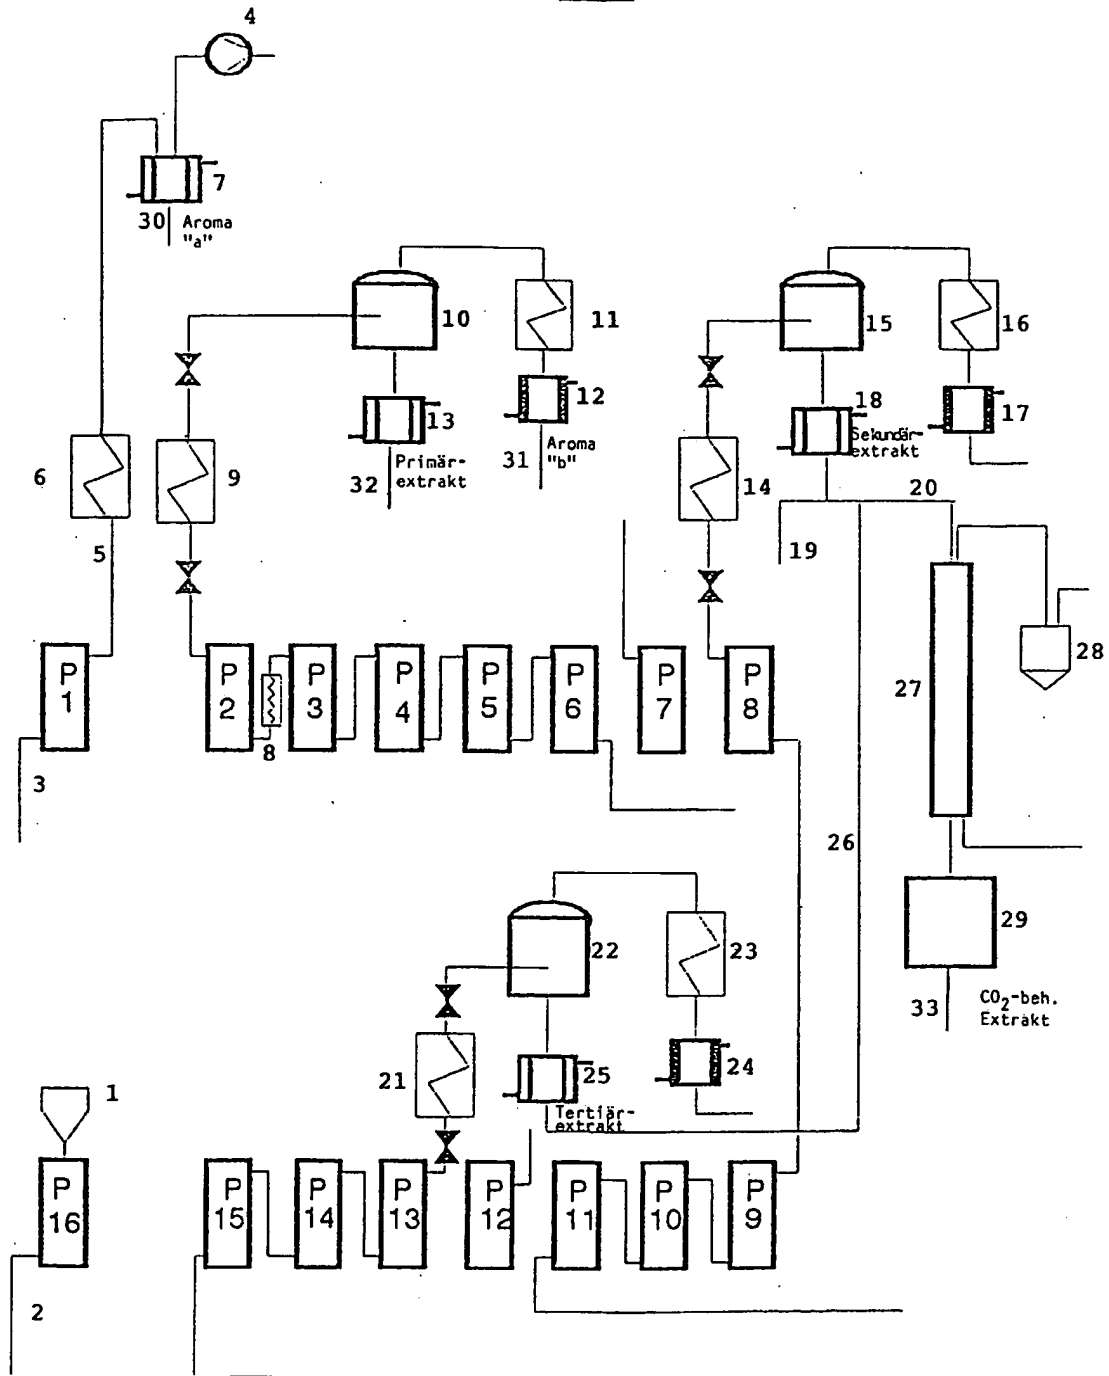 4
7
30 Aroma
"a"
10
11
15
16
13
12
18
17
Primär-
extrakt
32
31
Aroma
"b"
Sekundär-
extrakt
6
9
14
20
5
19
P
1
P
2
P
3
P
4
P
5
P
6
P
7
P
8
27
28
3
8
26
22
23
29
33
CO2-beh.
Extrakt
21
25
24
Tertiär-
extrakt
1
P
16
P
15
P
14
P
13
P
12
P
11
P
10
P
9
2